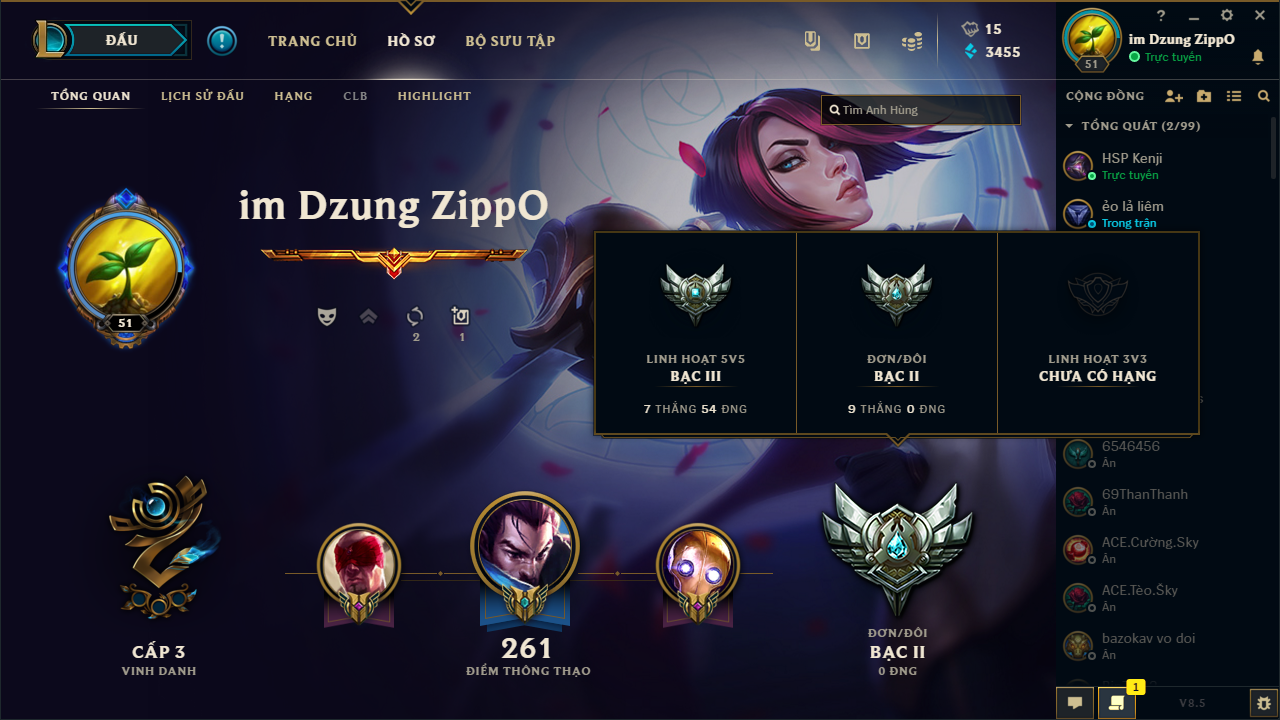 ĐẤU
TRANG CHỦ
HỒ SƠ
BỘ SƯU TẬP
15
3455
?
im Dzung ZippO
Trực tuyến
51
TỔNG QUAN
LỊCH SỬ ĐẤU
HẠNG
CLB
HIGHLIGHT
Tìm Anh Hùng
CỘNG ĐỒNG
TỔNG QUÁT (2/99)
HSP Kenji
Trực tuyến
ẻo lả liêm
Trong trận
im Dzung ZippO
51
2
1
LINH HOẠT 5V5
BẠC III
7 THẮNG 54 ĐNG
ĐƠN/ĐÔI
BẠC II
9 THẮNG 0 ĐNG
LINH HOẠT 3V3
CHƯA CÓ HẠNG
6546456
Ẩn
69ThanThanh
Ẩn
ACE.Cường.Sky
Ẩn
ACE.Tèo.Šky
Ẩn
bazokav vo doi
Ẩn
CẤP 3
VINH DANH
261
ĐIỂM THÔNG THẠO
ĐƠN/ĐÔI
BẠC II
0 ĐNG
1
V8.5